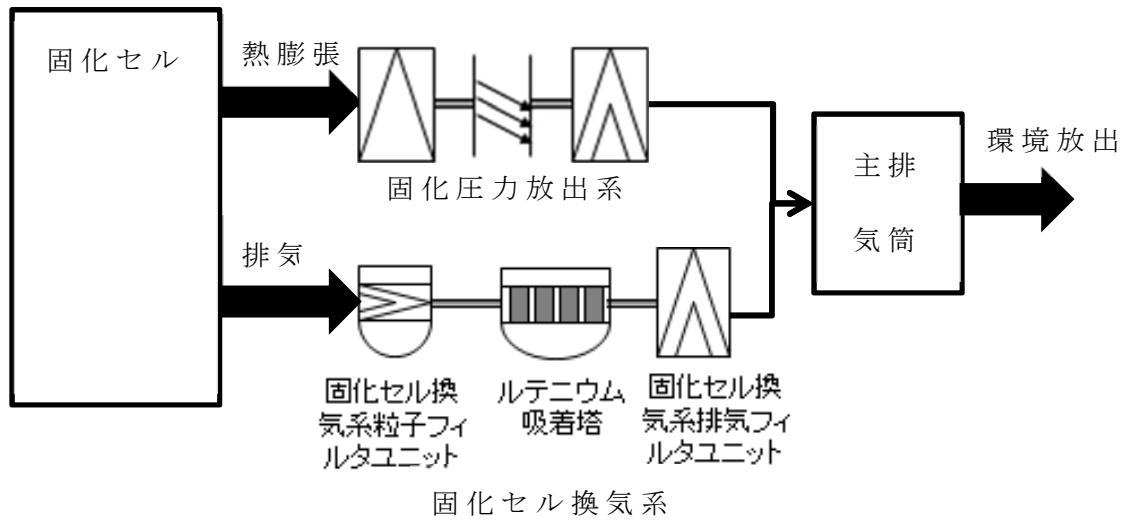 固化セル
熱膨張
固化圧力放出系
排気
固化セル換
気系粒子フィ
ルタユニット
ルテニウム
吸着塔
固化セル換
気系排気フィ
ルタユニット
固化セル換気系
主排
気筒
環境放出